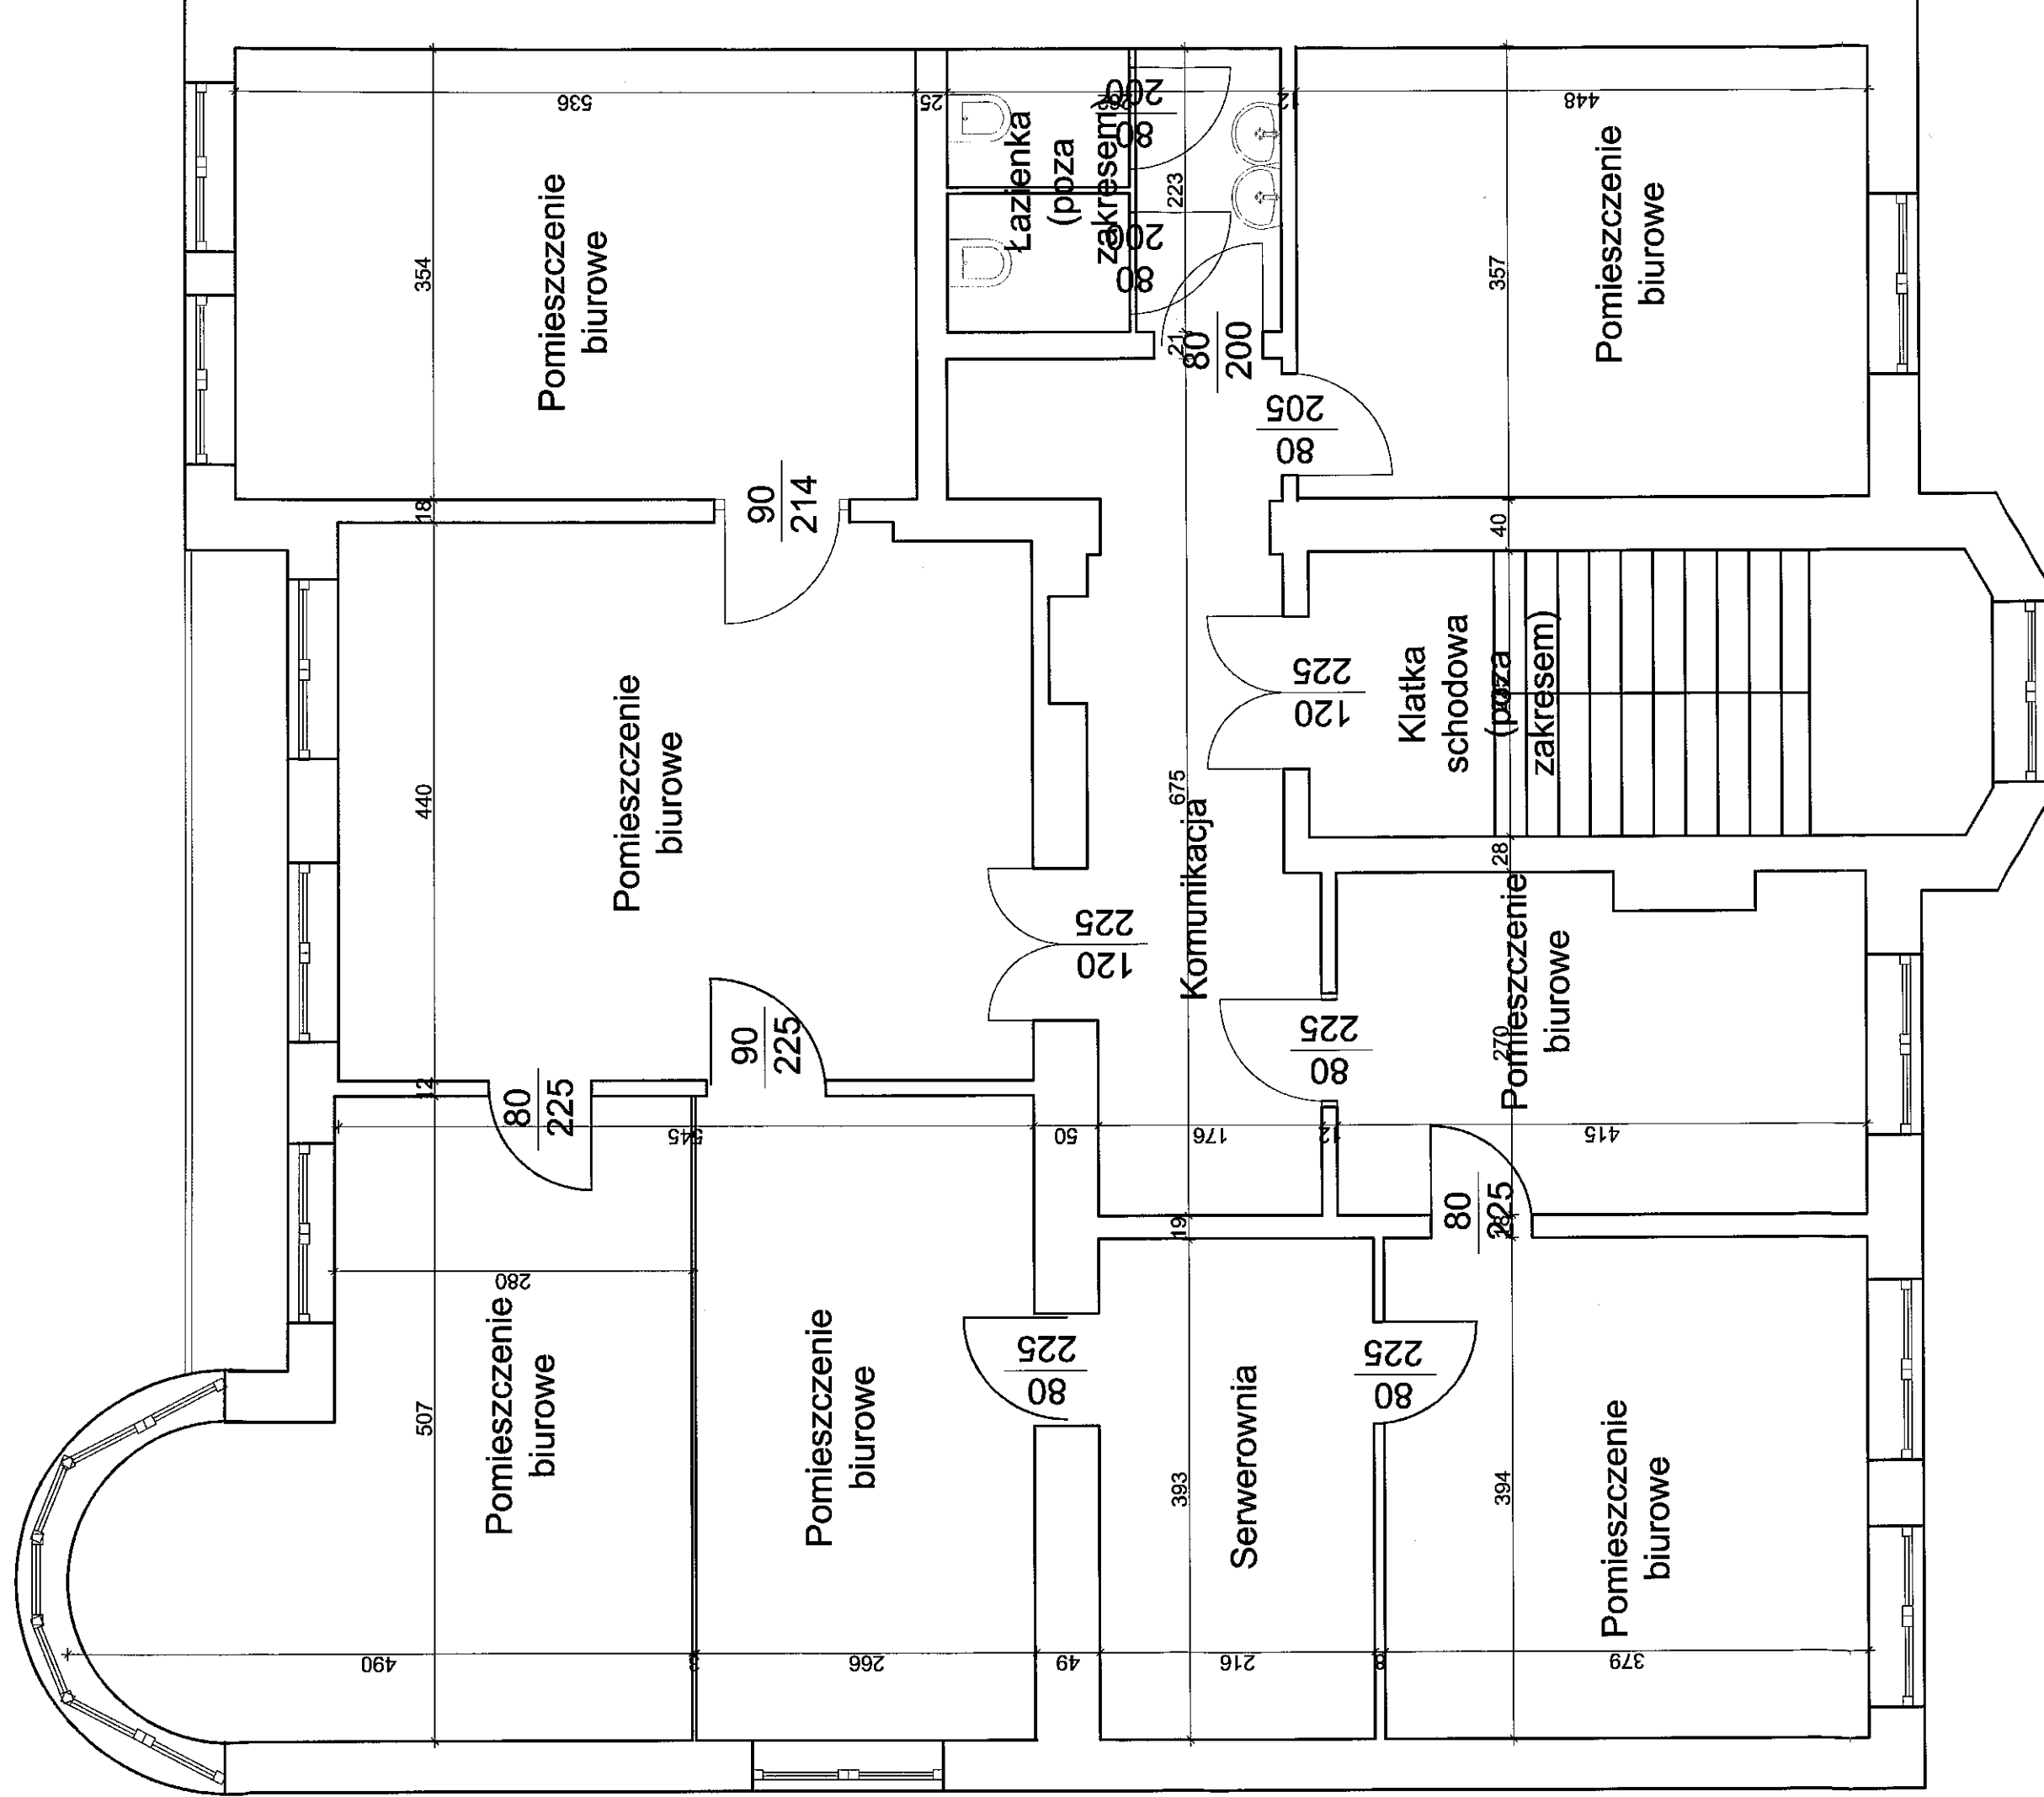 536
25
12
448
200
80
Łazienka
(poza
zakresem)
223
200
80
Pomieszczenie
biurowe
354
Pomieszczenie
biurowe
357
21
80
200
205
80
90
214
18
40
225
120
Klatka
schodowa
(poza
zakresem)
Pomieszczenie
biurowe
440
675
Komunikacja
28
225
120
Pomieszczenie
biurowe
270
90
225
225
80
12
80
225
545
50
176
12
415
80
225
19
280
Pomieszczenie
biurowe
507
Pomieszczenie
biurowe
225
80
Serwerownia
393
225
80
394
Pomieszczenie
biurowe
490
266
49
216
8
379